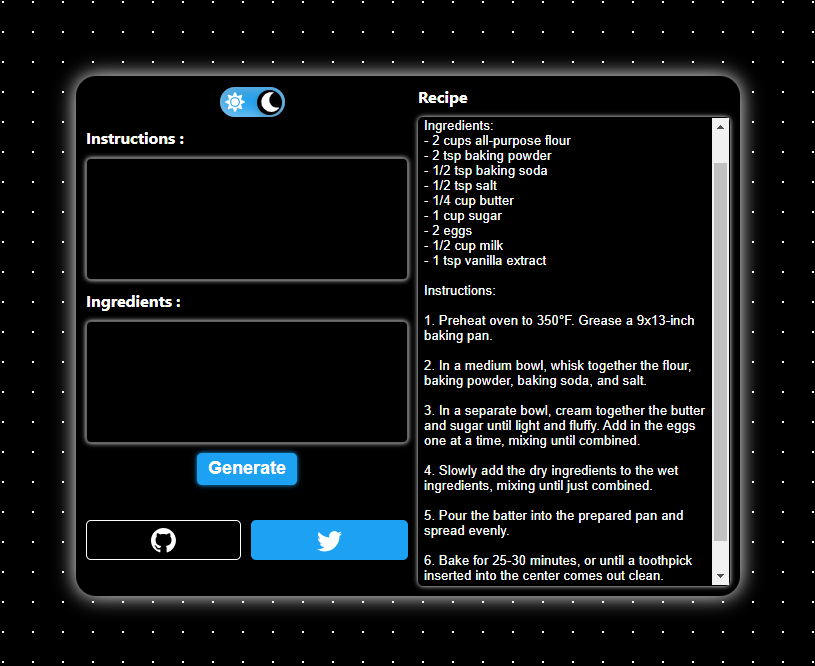 Instructions :
Ingredients :
Generate
Recipe
Ingredients:
- 2 cups all-purpose flour
- 2 tsp baking powder
- 1/2 tsp baking soda
- 1/2 tsp salt
- 1/4 cup butter
- 1 cup sugar
- 2 eggs
- 1/2 cup milk
- 1 tsp vanilla extract
Instructions:
1. Preheat oven to 350°F. Grease a 9x13-inch
baking pan.
2. In a medium bowl, whisk together the flour,
baking powder, baking soda, and salt.
3. In a separate bowl, cream together the butter
and sugar until light and fluffy. Add in the eggs
one at a time, mixing until combined.
4. Slowly add the dry ingredients to the wet
ingredients, mixing until just combined.
5. Pour the batter into the prepared pan and
spread evenly.
6. Bake for 25-30 minutes, or until a toothpick
inserted into the center comes out clean.